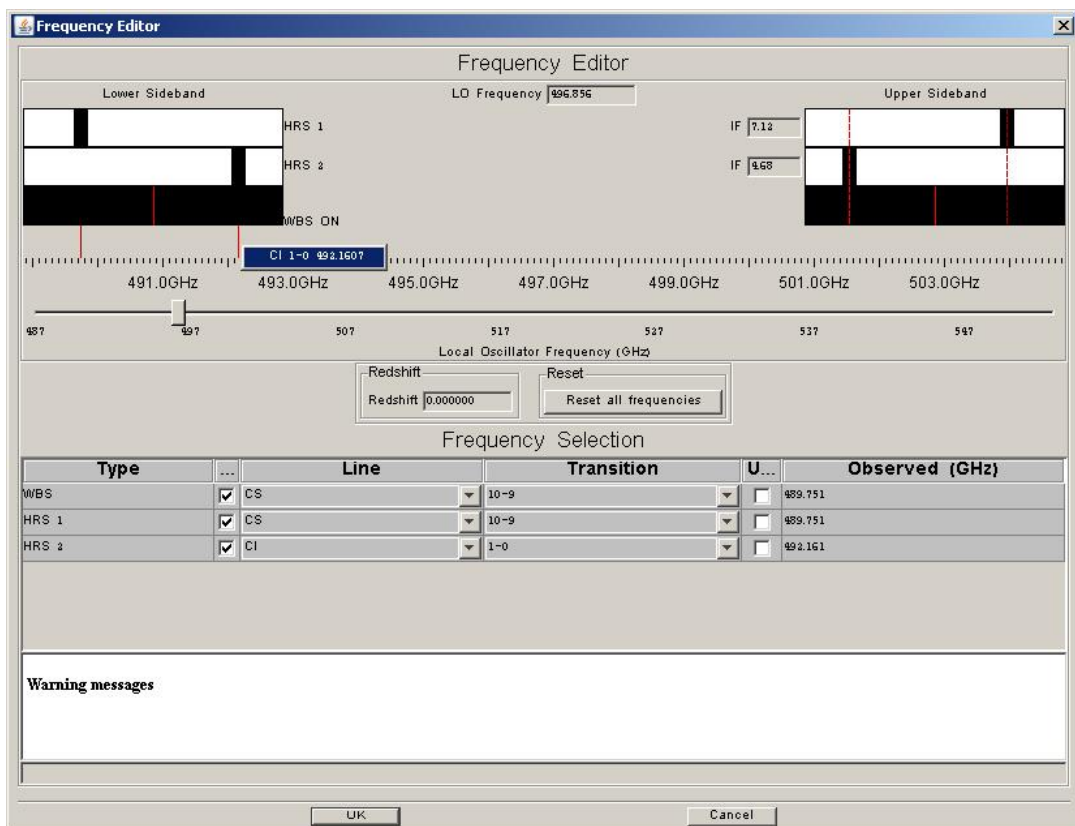 Frequency Editor
Frequency Editor
Lower Sideband
LO Frequency 496.856
Upper Sideband
HRS 1
IF 7.12
HRS 2
IF 4.68
WBS ON
CI 1-0 492.1607
491.0GHz 493.0GHz 495.0GHz 497.0GHz 499.0GHz 501.0GHz 503.0GHz
487 497 507 517 527 537 547
Local Oscillator Frequency (GHz)
Redshift
Reset
Redshift 0.000000
Reset all frequencies
Frequency Selection
Type ... Line Transition U... Observed (GHz)
WBS CS 10-9 489.751
HRS 1 CS 10-9 489.751
HRS 2 CI 1-0 492.161
Warning messages
OK Cancel